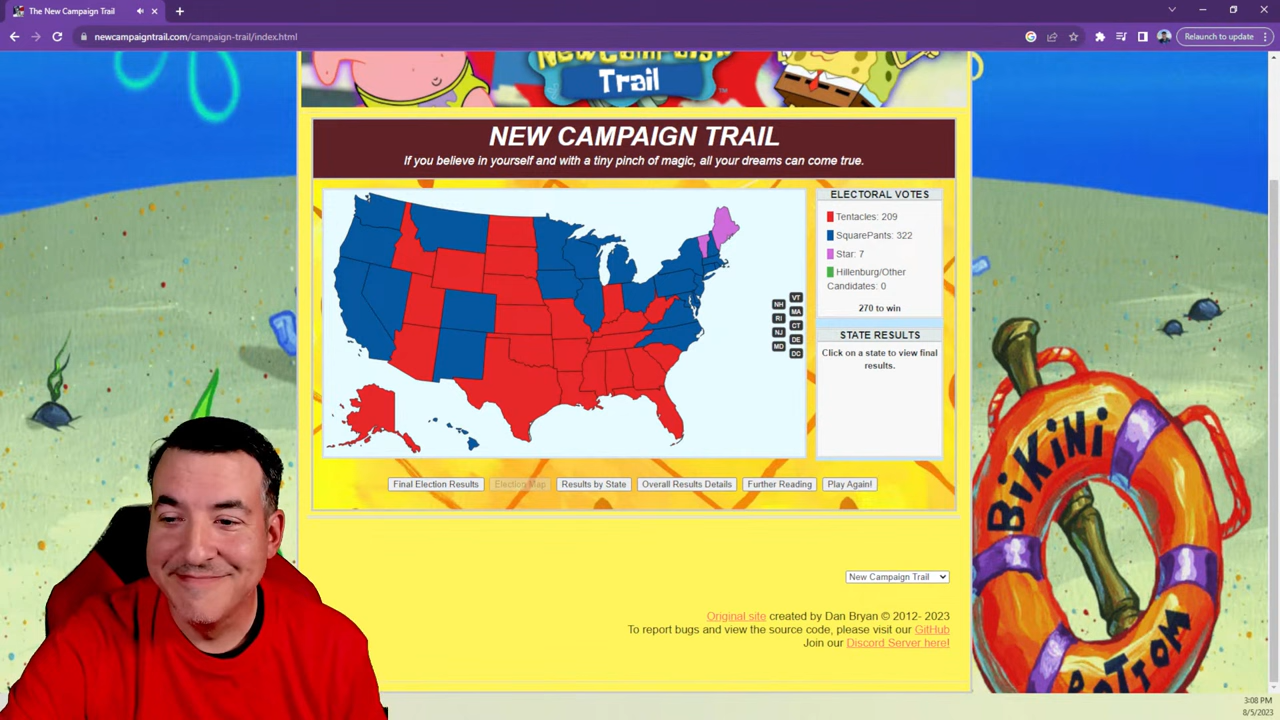 The New Campaign Trail
newcampaigntrail.com/campaign-trail/index.html
Relaunch to update
Trail
NEW CAMPAIGN TRAIL
If you believe in yourself and with a tiny pinch of magic, all your dreams can come true.
ELECTORAL VOTES
Tentacles: 209
SquarePants: 322
Star: 7
Hillenburg/Other
Candidates: 0
270 to win
STATE RESULTS
Click on a state to view final
results.
VT
NH
MA
RI
CT
NJ
DE
MD
DC
Final Election Results
Election Map
Results by State
Overall Results Details
Further Reading
Play Again!
New Campaign Trail
Original site created by Dan Bryan © 2012- 2023
To report bugs and view the source code, please visit our GitHub
Join our Discord Server here!
BiKiNi
BOTTOM
3:08 PM
8/5/2023